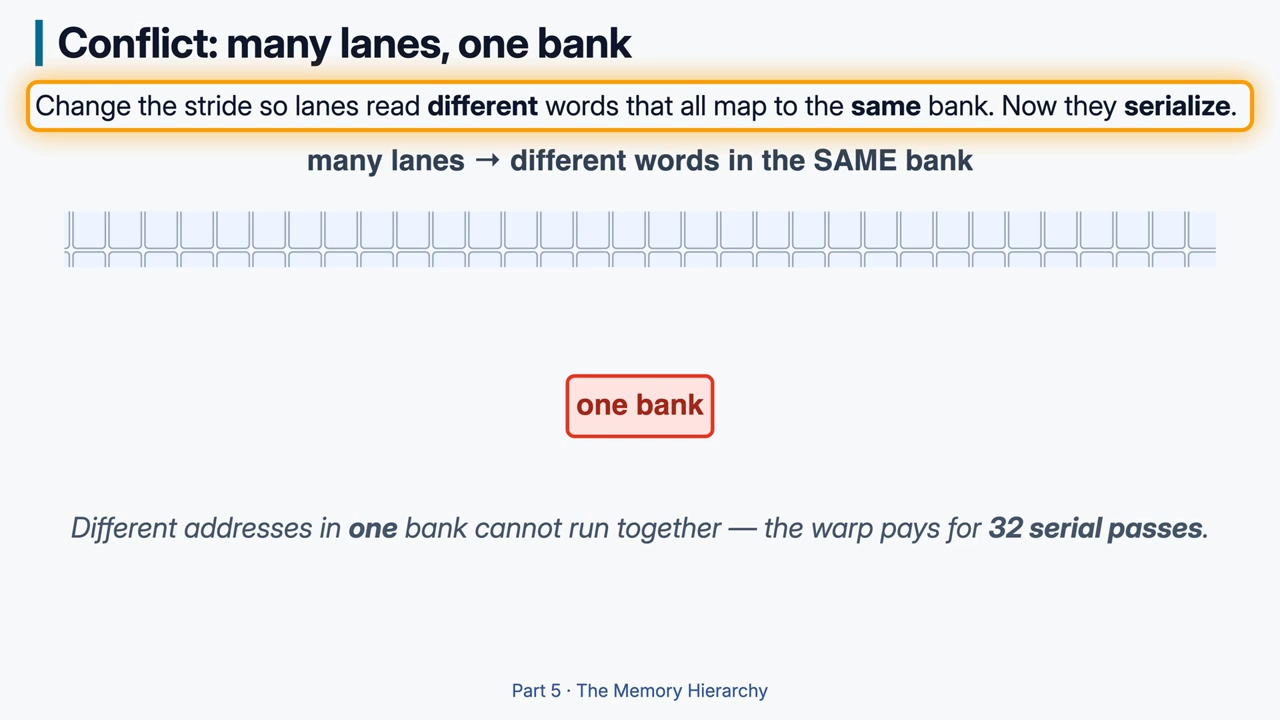 Conflict: many lanes, one bank
Change the stride so lanes read different words that all map to the same bank. Now they serialize.
many lanes → different words in the SAME bank
one bank
Different addresses in one bank cannot run together — the warp pays for 32 serial passes.
Part 5 · The Memory Hierarchy